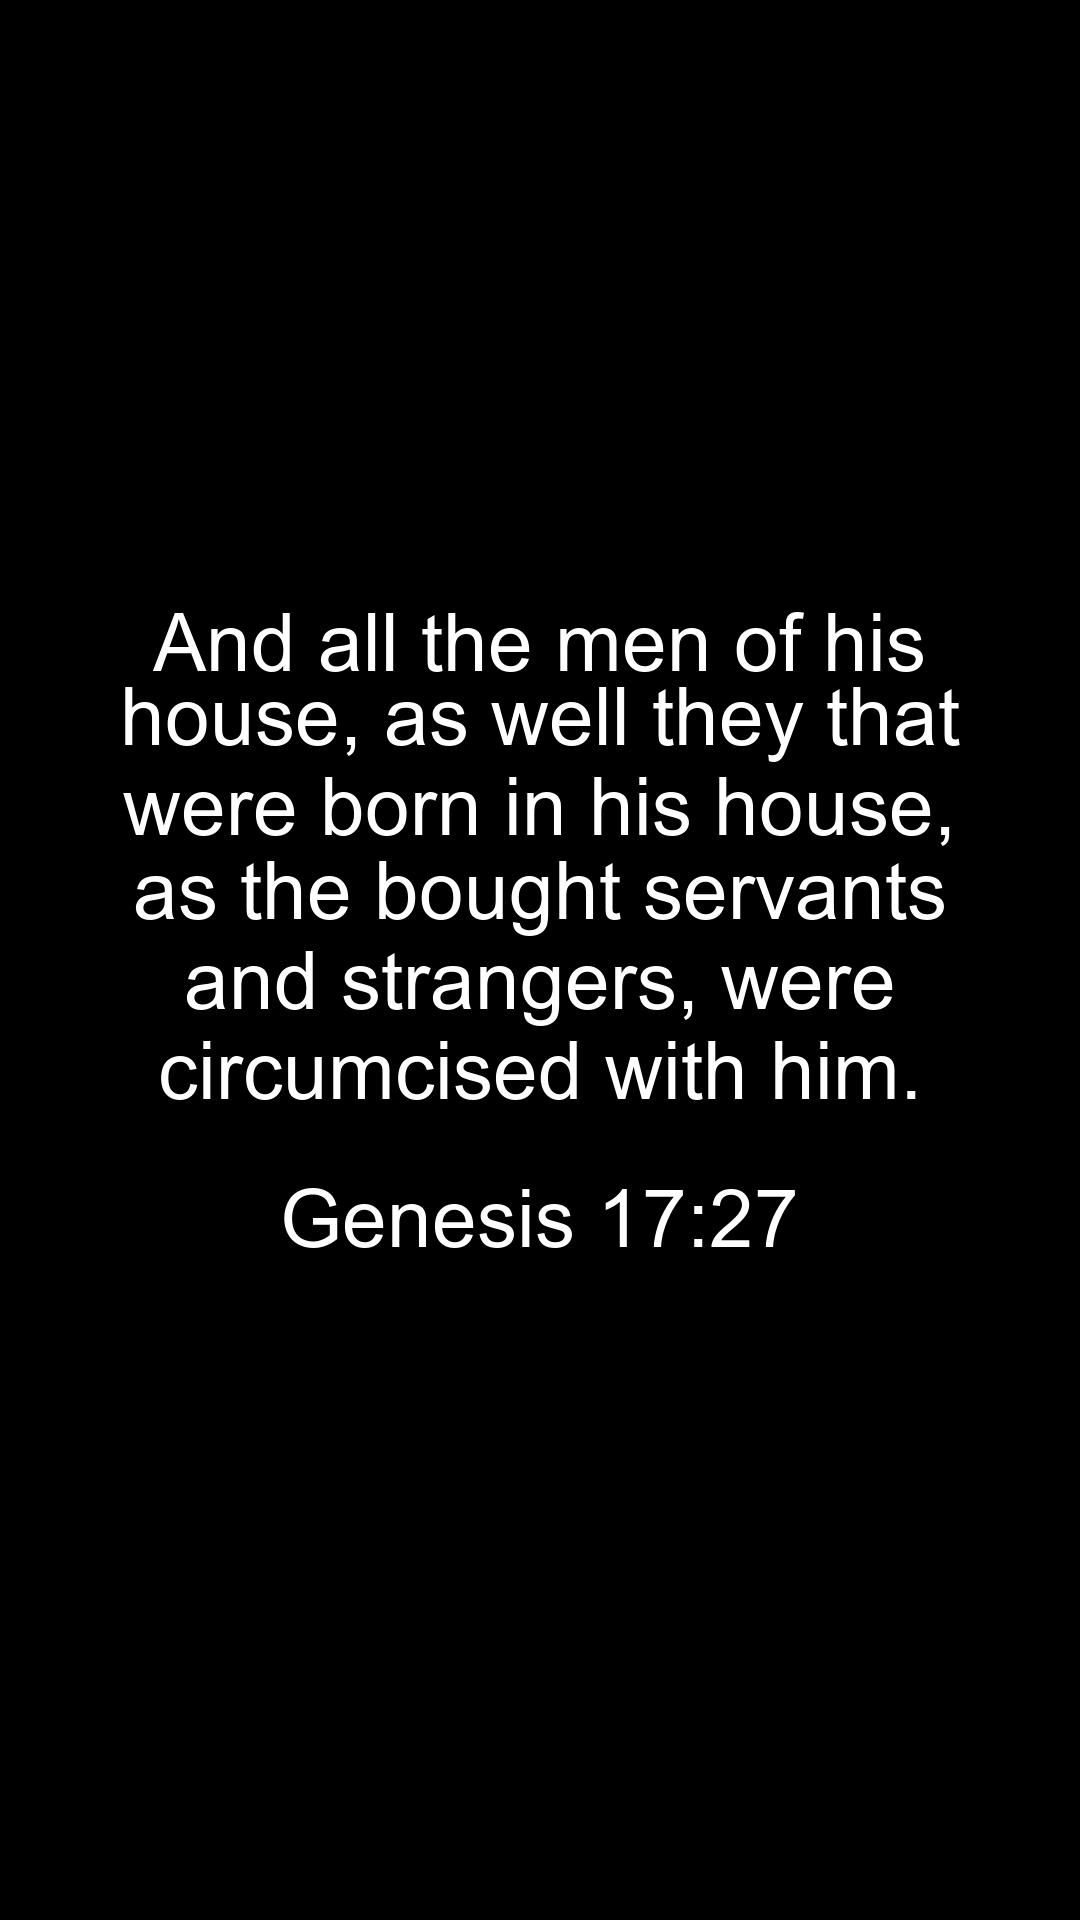 And all the men of his
house, as well they that
were born in his house,
as the bought servants
and strangers, were
circumcised with him.
Genesis 17:27